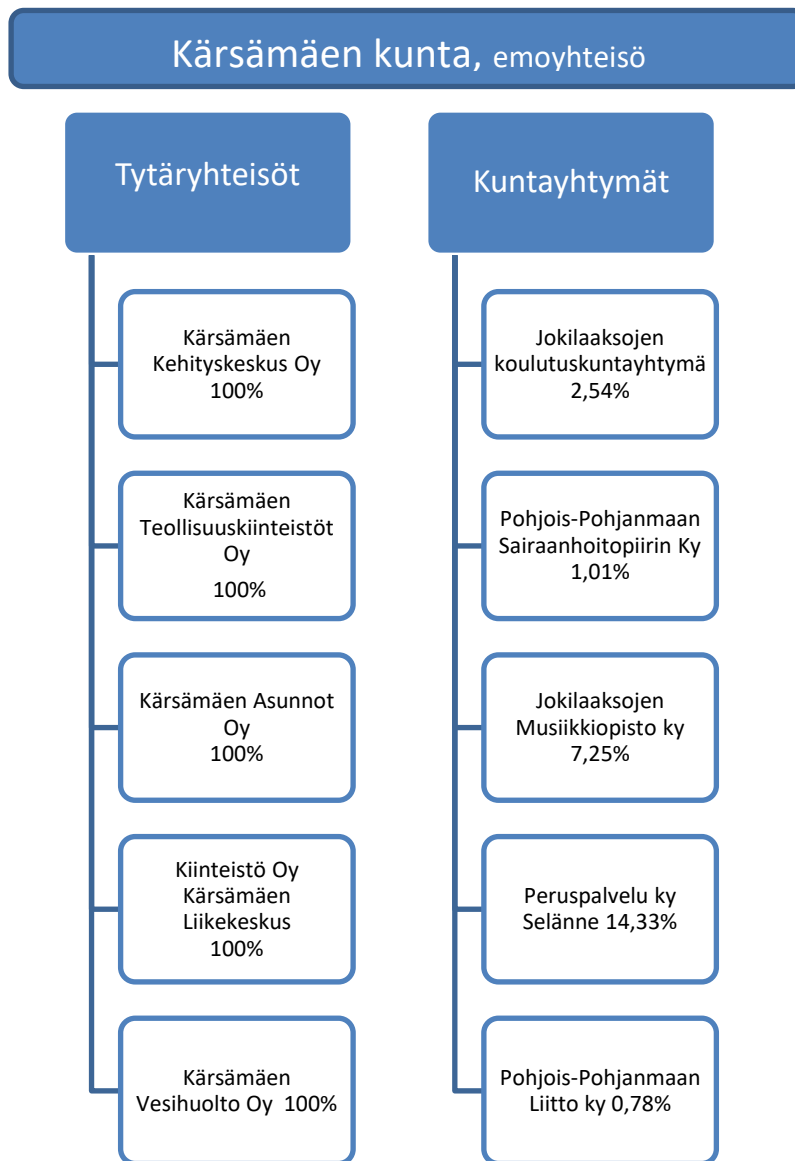 Kärsämäen kunta, emoyhteisö
Tytäryhteisöt
Kärsämäen
Kehityskeskus Oy
100%
Kärsämäen
Teollisuuskiinteistöt
Oy
100%
Kärsämäen Asunnot
Oy
100%
Kiinteistö Oy
Kärsämäen
Liikekeskus
100%
Kärsämäen
Vesihuolto Oy 100%
Kuntayhtymät
Jokilaaksojen
koulutuskuntayhtymä
2,54%
Pohjois-Pohjanmaan
Sairaanhoitopiirin Ky
1,01%
Jokilaaksojen
Musiikkiopisto ky
7,25%
Peruspalvelu ky
Selänne 14,33%
Pohjois-Pohjanmaan
Liitto ky 0,78%